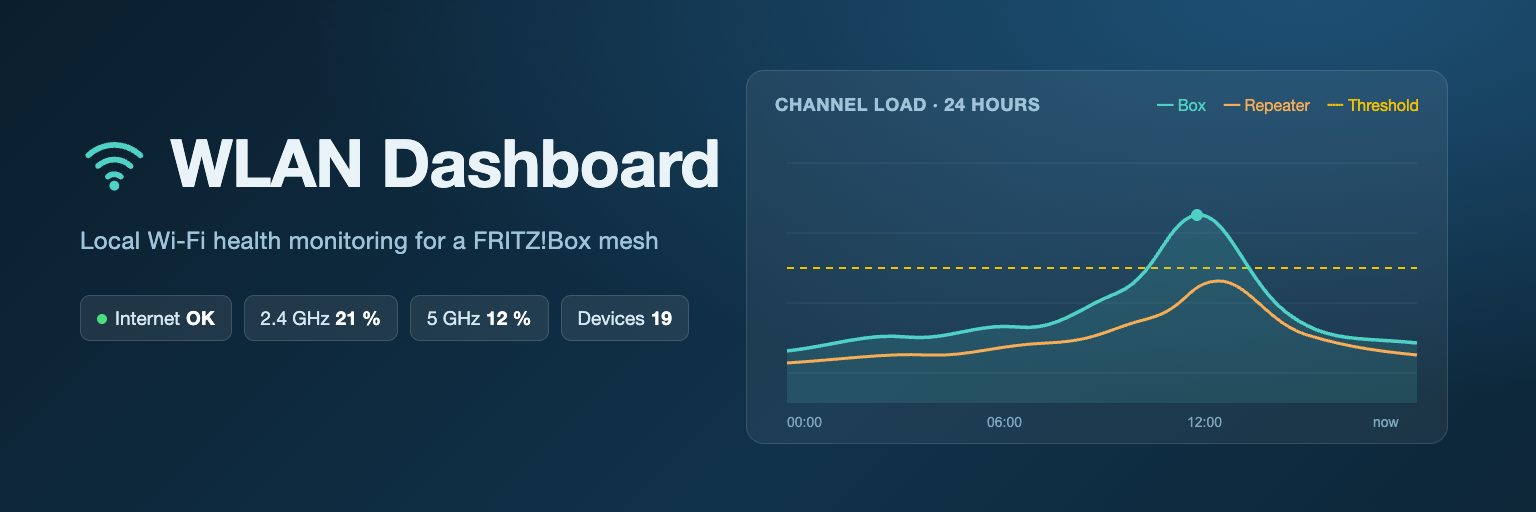 WLAN Dashboard
Local Wi-Fi health monitoring for a FRITZ!Box mesh
Internet OK
2.4 GHz 21 %
5 GHz 12 %
Devices 19
CHANNEL LOAD · 24 HOURS
Box
Repeater
Threshold
00:00
06:00
12:00
now